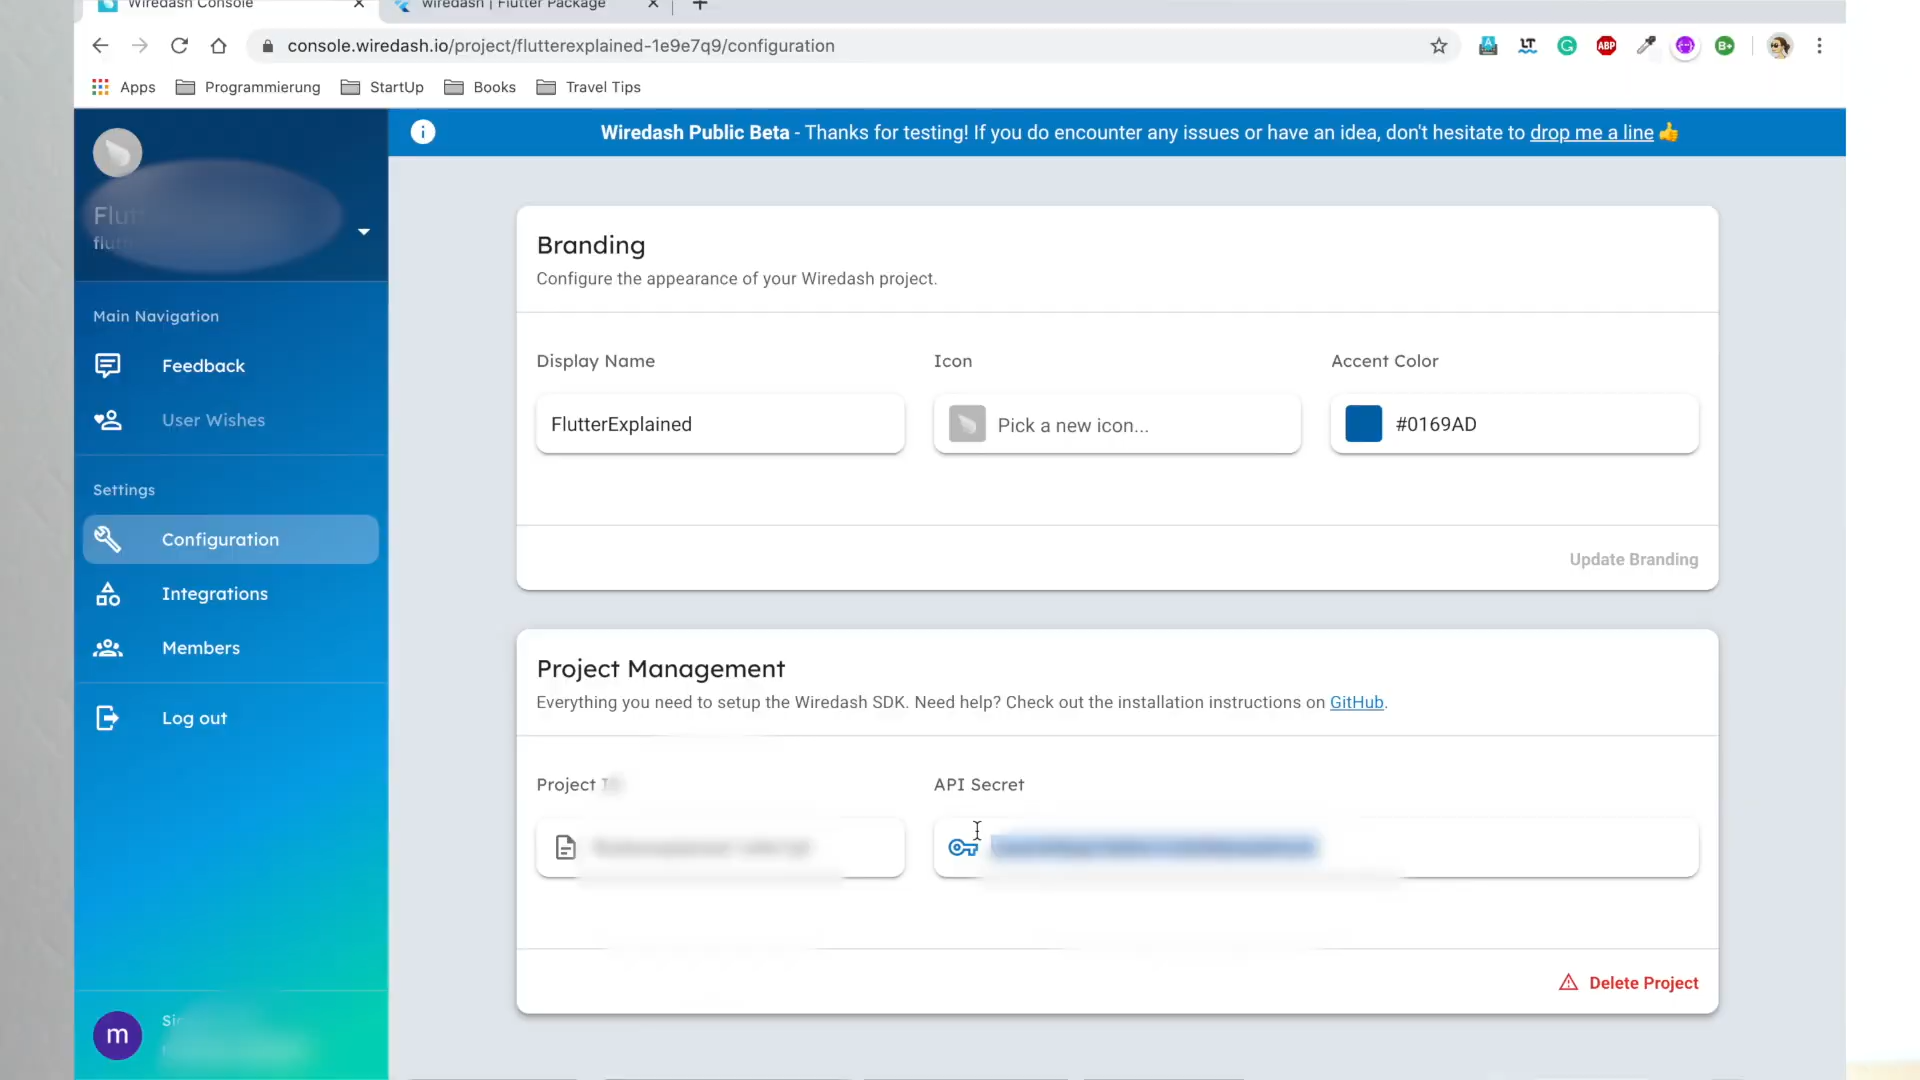 Wiredash Console
wiredash | Flutter Package
console.wiredash.io/project/flutterexplained-1e9e7q9/configuration
LT
ABP
B+
Apps
Programmierung
StartUp
Books
Travel Tips
Wiredash Public Beta - Thanks for testing! If you do encounter any issues or have an idea, don't hesitate to drop me a line 👍
Main Navigation
Feedback
User Wishes
Settings
Configuration
Integrations
Members
Log out
m
Branding
Configure the appearance of your Wiredash project.
Display Name
Icon
Accent Color
FlutterExplained
Pick a new icon...
#0169AD
Update Branding
Project Management
Everything you need to setup the Wiredash SDK. Need help? Check out the installation instructions on GitHub.
Project
API Secret
Delete Project